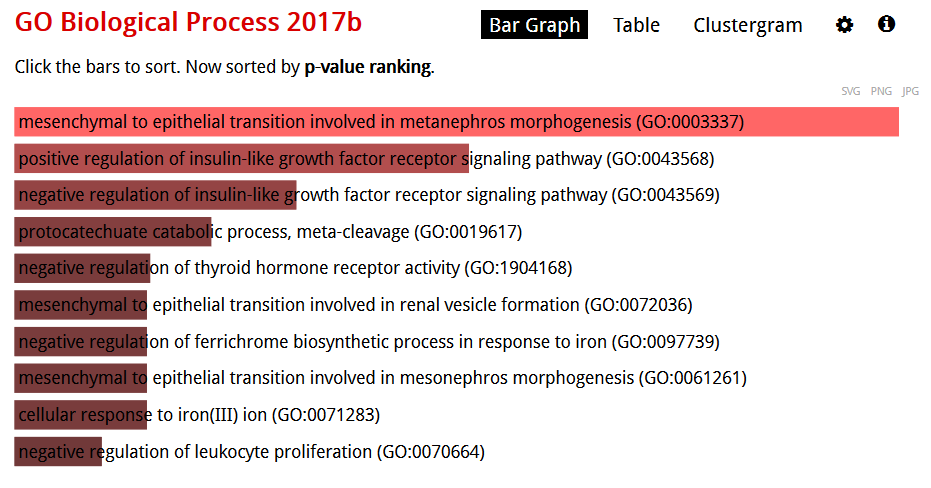 GO Biological Process 2017b
Bar Graph Table Clustergram
Click the bars to sort. Now sorted by p-value ranking.
SVG PNG JPG
mesenchymal to epithelial transition involved in metanephros morphogenesis (GO:0003337)
positive regulation of insulin-like growth factor receptor signaling pathway (GO:0043568)
negative regulation of insulin-like growth factor receptor signaling pathway (GO:0043569)
protocatechuate catabolic process, meta-cleavage (GO:0019617)
negative regulation of thyroid hormone receptor activity (GO:1904168)
mesenchymal to epithelial transition involved in renal vesicle formation (GO:0072036)
negative regulation of ferrichrome biosynthetic process in response to iron (GO:0097739)
mesenchymal to epithelial transition involved in mesonephros morphogenesis (GO:0061261)
cellular response to iron(III) ion (GO:0071283)
negative regulation of leukocyte proliferation (GO:0070664)